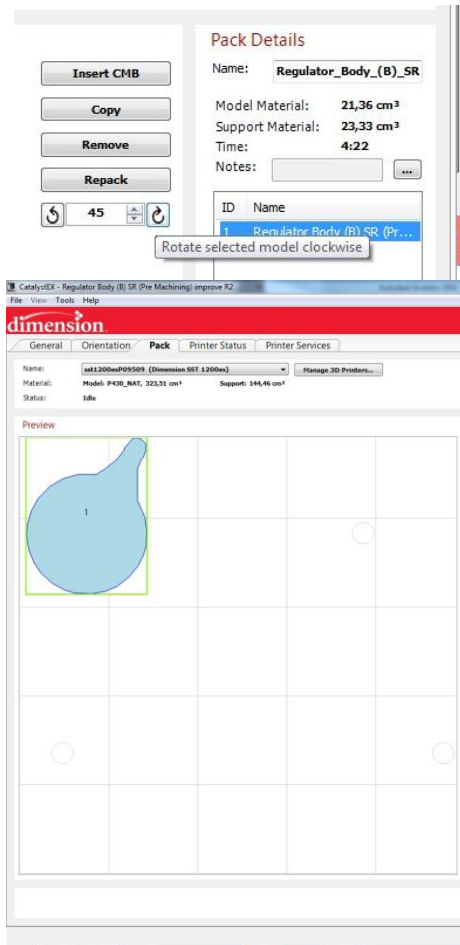 Pack Details
Insert CMB
Name: Regulator_Body_(B)_SR
Copy
Model Material: 21,36 cm³
Support Material: 23,33 cm³
Remove
Time: 4:22
Notes: ...
Repack
45
ID Name
1 Regulator Body (B) SR (Pr...
Rotate selected model clockwise
CatalystEX - Regulator Body (B) SR (Pre Machining) improve R2
File View Tools Help
dimension.
General Orientation Pack Printer Status Printer Services
Name: sst1200esP09509 (Dimension SST 1200es) Manage 3D Printers...
Material: Model: P430_NAT, 323,51 cm³ Support: 144,46 cm³
Status: Idle
Preview
1